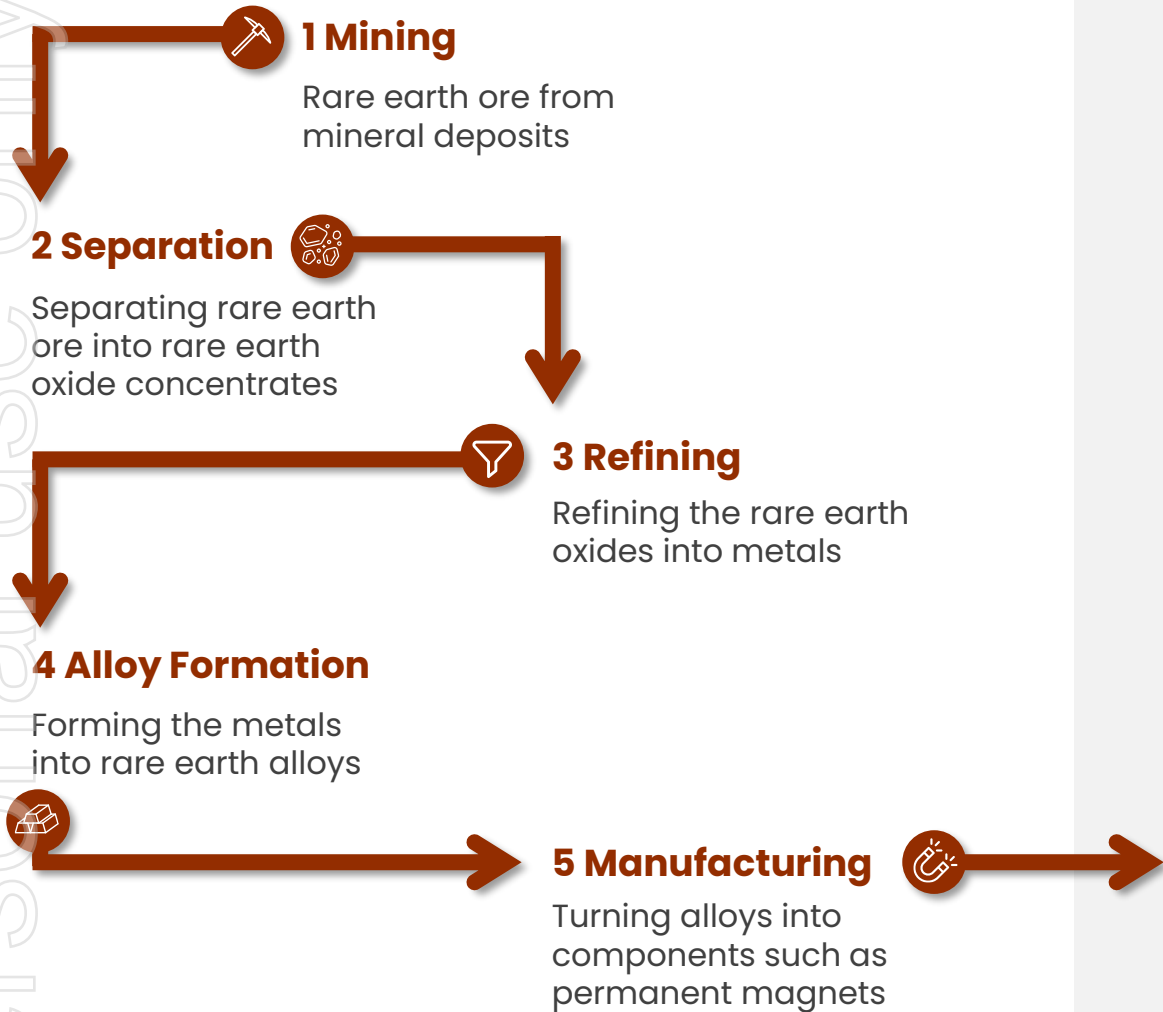 1 Mining
Rare earth ore from
mineral deposits
2 Separation
Separating rare earth
ore into rare earth
oxide concentrates
3 Refining
Refining the rare earth
oxides into metals
4 Alloy Formation
Forming the metals
into rare earth alloys
5 Manufacturing
Turning alloys into
components such as
permanent magnets